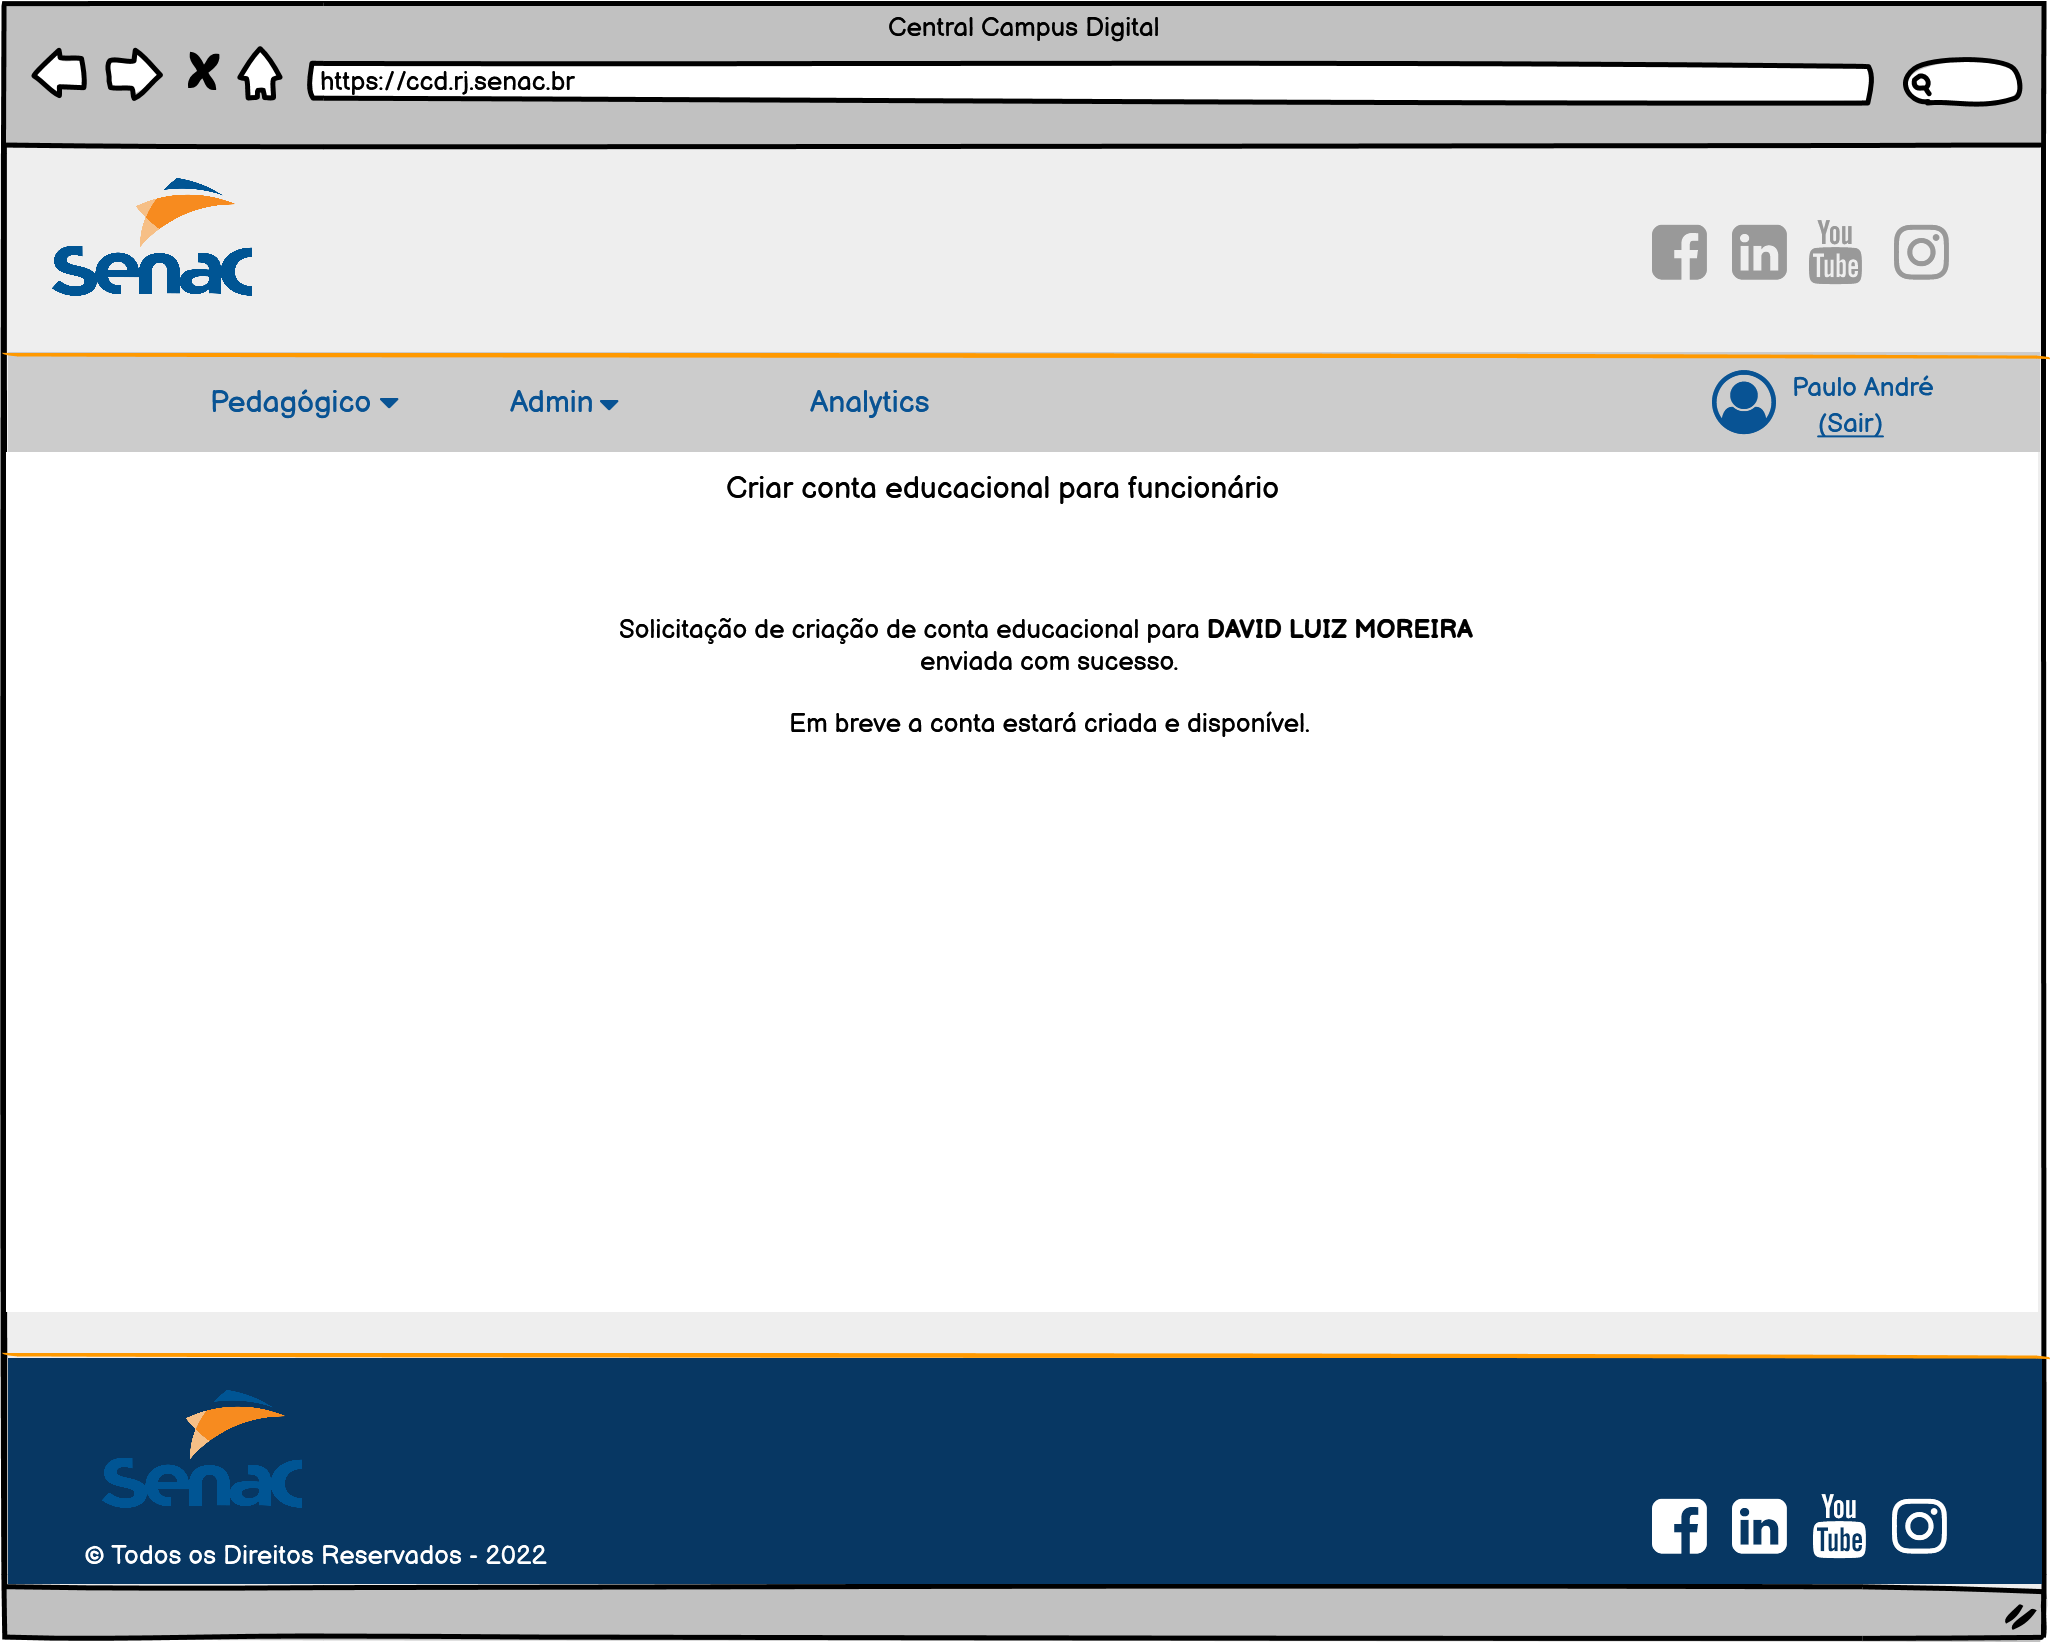 Central Campus Digital
https://ccd.rj.senac.br
senac
You
Tube
Pedagógico
Admin
Analytics
Paulo André
(Sair)
Criar conta educacional para funcionário
Solicitação de criação de conta educacional para DAVID LUIZ MOREIRA
enviada com sucesso.
Em breve a conta estará criada e disponível.
senac
© Todos os Direitos Reservados - 2022
You
Tube